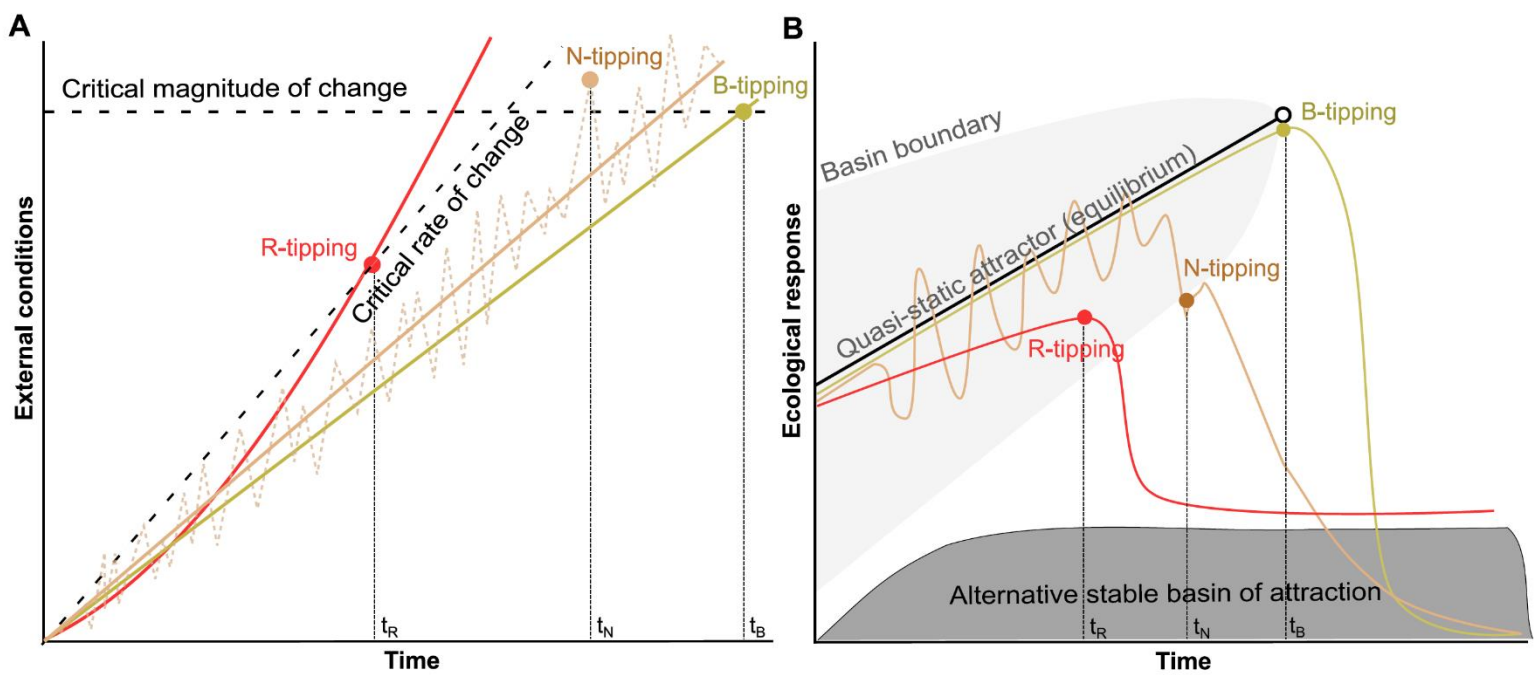 A
Critical magnitude of change
N-tipping
B-tipping
R-tipping
Critical rate of change
External conditions
tR
tN
tB
Time
B
Basin boundary
B-tipping
Quasi-static attractor (equilibrium)
N-tipping
R-tipping
Ecological response
Alternative stable basin of attraction
tR
tN
tB
Time